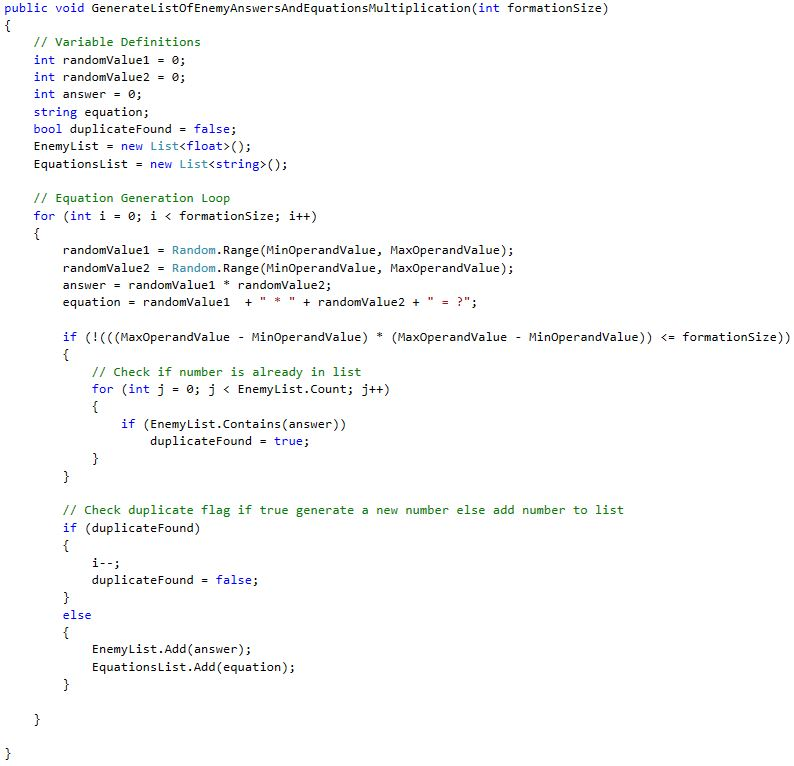 public void GenerateListOfEnemyAnswersAndEquationsMultiplication(int formationSize)
{
    // Variable Definitions
    int randomValue1 = 0;
    int randomValue2 = 0;
    int answer = 0;
    string equation;
    bool duplicateFound = false;
    EnemyList = new List<float>();
    EquationsList = new List<string>();

    // Equation Generation Loop
    for (int i = 0; i < formationSize; i++)
    {
        randomValue1 = Random.Range(MinOperandValue, MaxOperandValue);
        randomValue2 = Random.Range(MinOperandValue, MaxOperandValue);
        answer = randomValue1 * randomValue2;
        equation = randomValue1  + " * " + randomValue2 + " = ?";

        if (!(((MaxOperandValue - MinOperandValue) * (MaxOperandValue - MinOperandValue)) <= formationSize))
        {
            // Check if number is already in list
            for (int j = 0; j < EnemyList.Count; j++)
            {
                if (EnemyList.Contains(answer))
                    duplicateFound = true;
            }
        }

        // Check duplicate flag if true generate a new number else add number to list
        if (duplicateFound)
        {
            i--;
            duplicateFound = false;
        }
        else
        {
            EnemyList.Add(answer);
            EquationsList.Add(equation);
        }

    }

}